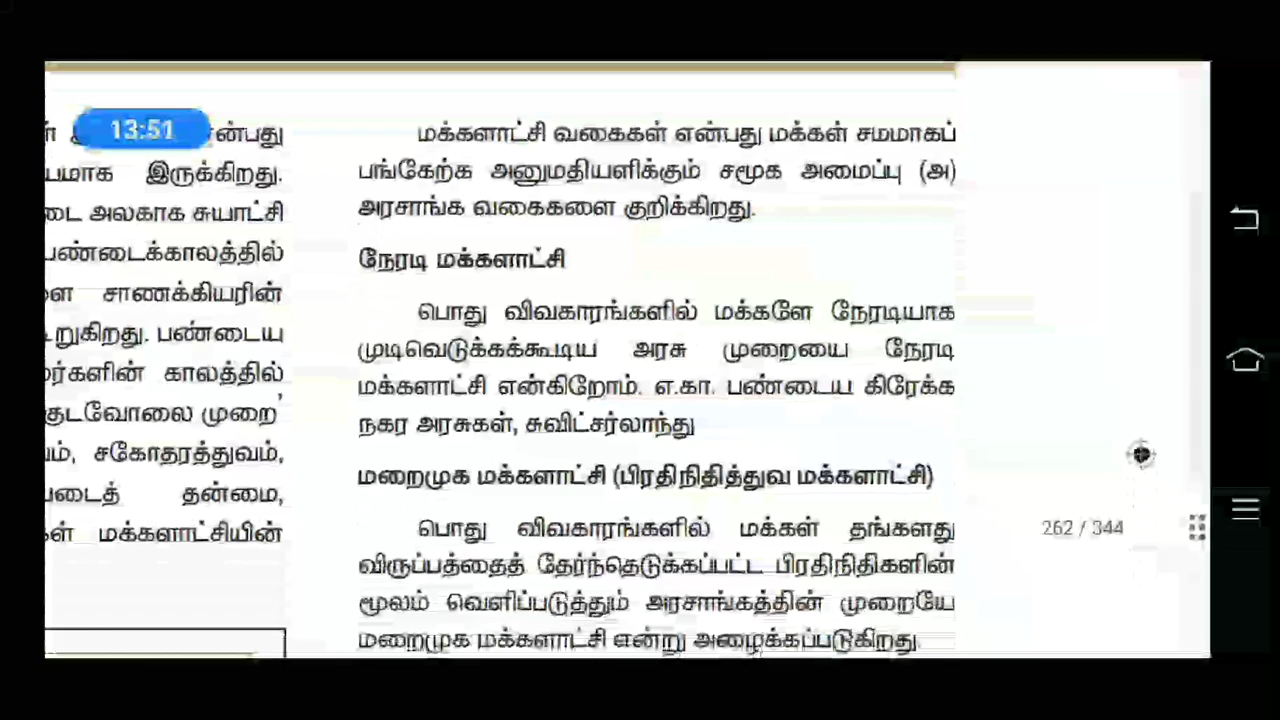 13:51
ன்பது
யமாக இருக்கிறது.
டை அலகாக சுயாட்சி
பண்டைக்காலத்தில்
ளை சாணக்கியரின்
கூறுகிறது. பண்டைய
ர்களின் காலத்தில்
குடவோலை முறை'
ம், சகோதரத்துவம்,
படைத் தன்மை,
கள் மக்களாட்சியின்
மக்களாட்சி வகைகள் என்பது மக்கள் சமமாகப்
பங்கேற்க அனுமதியளிக்கும் சமூக அமைப்பு (அ)
அரசாங்க வகைகளை குறிக்கிறது.
நேரடி மக்களாட்சி
பொது விவகாரங்களில் மக்களே நேரடியாக
முடிவெடுக்கக்கூடிய அரசு முறையை நேரடி
மக்களாட்சி என்கிறோம். எ.கா. பண்டைய கிரேக்க
நகர அரசுகள், சுவிட்சர்லாந்து
மறைமுக மக்களாட்சி (பிரதிநிதித்துவ மக்களாட்சி)
பொது விவகாரங்களில் மக்கள் தங்களது
விருப்பத்தைத் தேர்ந்தெடுக்கப்பட்ட பிரதிநிதிகளின்
மூலம் வெளிப்படுத்தும் அரசாங்கத்தின் முறையே
மறைமுக மக்களாட்சி என்று அழைக்கப்படுகிறது.
262 / 344